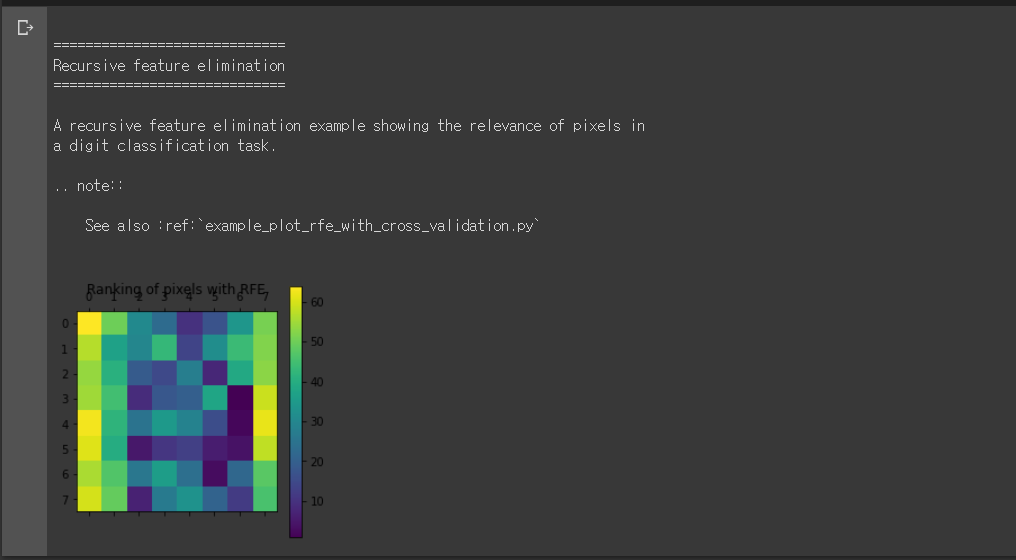 =============================
Recursive feature elimination
=============================
A recursive feature elimination example showing the relevance of pixels in
a digit classification task.
.. note::
See also :ref:`example_plot_rfe_with_cross_validation.py`
Ranking of pixels with RFE
0 1 2 3 4 5 6 7
0
1
2
3
4
5
6
7
60
50
40
30
20
10